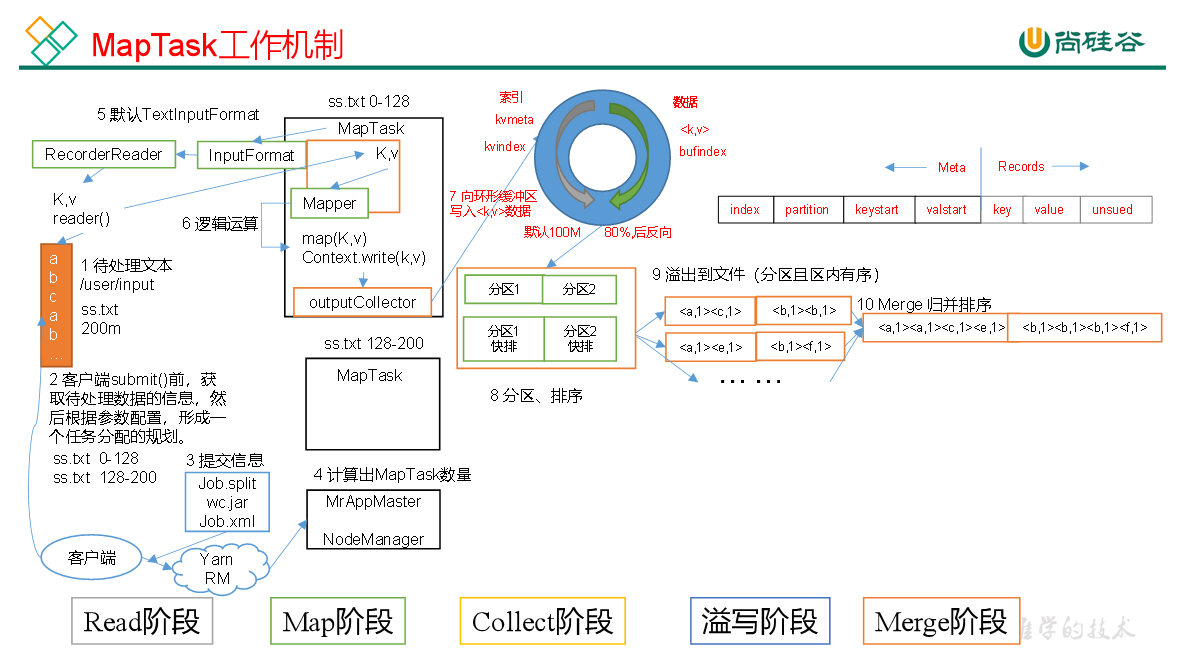 MapTask工作机制
尚硅谷
5 默认TextInputFormat
RecorderReader
InputFormat
K,v
reader()
ss.txt 0-128
MapTask
K,v
Mapper
6 逻辑运算
map(K,v)
Context.write(k,v)
outputCollector
a
b
c
a
b
...
1 待处理文本
/user/input
ss.txt
200m
2 客户端submit()前，获
取待处理数据的信息，然
后根据参数配置，形成一
个任务分配的规划。
ss.txt 0-128
ss.txt 128-200
3 提交信息
Job.split
wc.jar
Job.xml
客户端
Yarn
RM
ss.txt 128-200
MapTask
4 计算出MapTask数量
MrAppMaster
NodeManager
索引
kvmeta
kvindex
数据
<k,v>
bufindex
7 向环形缓冲区
写入<k,v>数据
默认100M
80%,后反向
Meta
Records
index
partition
keystart
valstart
key
value
unsued
分区1
分区2
分区1
快排
分区2
快排
8 分区、排序
9 溢出到文件（分区且区内有序）
<a,1><c,1>
<b,1><b,1>
<a,1><e,1>
<b,1><f,1>
... ...
10 Merge 归并排序
<a,1><a,1><c,1><e,1>
<b,1><b,1><b,1><f,1>
Read阶段
Map阶段
Collect阶段
溢写阶段
Merge阶段
学的技术